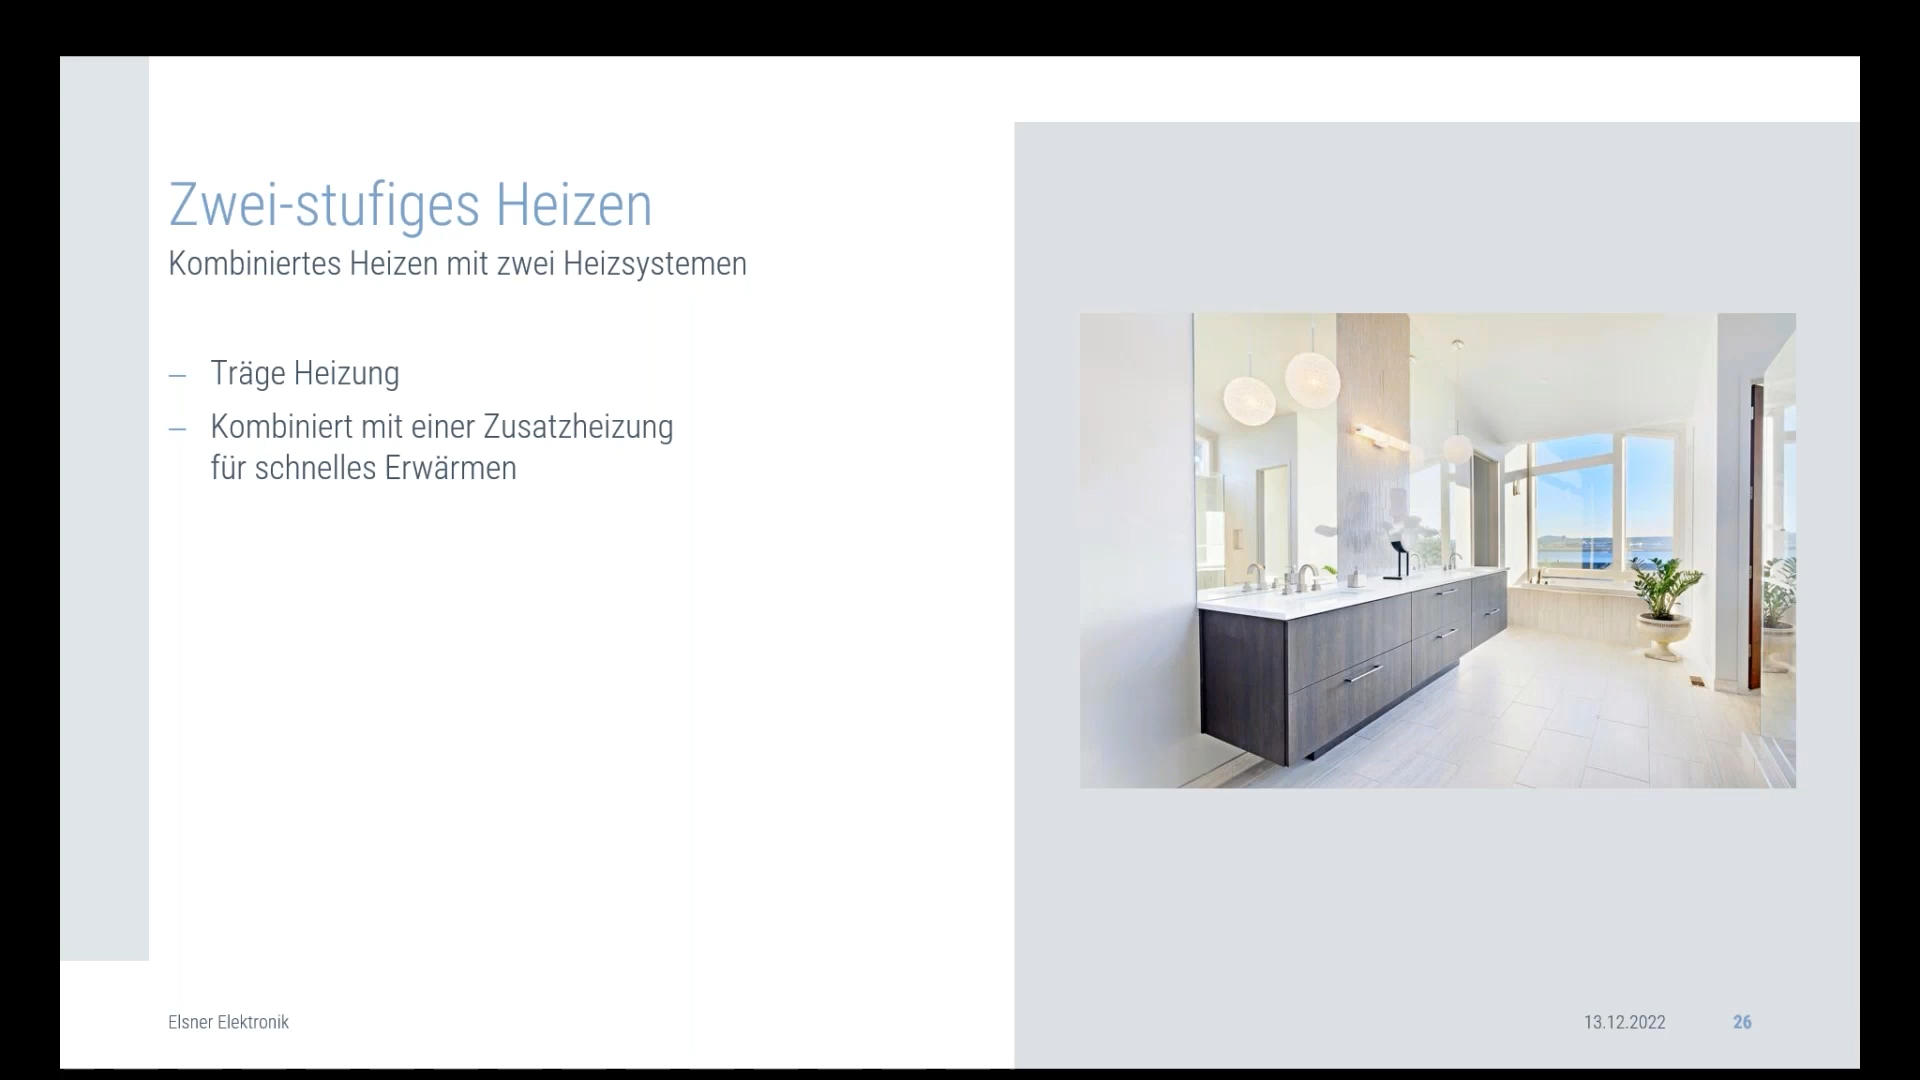 Zwei-stufiges Heizen
Kombiniertes Heizen mit zwei Heizsystemen
– Träge Heizung
– Kombiniert mit einer Zusatzheizung
für schnelles Erwärmen
Elsner Elektronik
13.12.2022
26